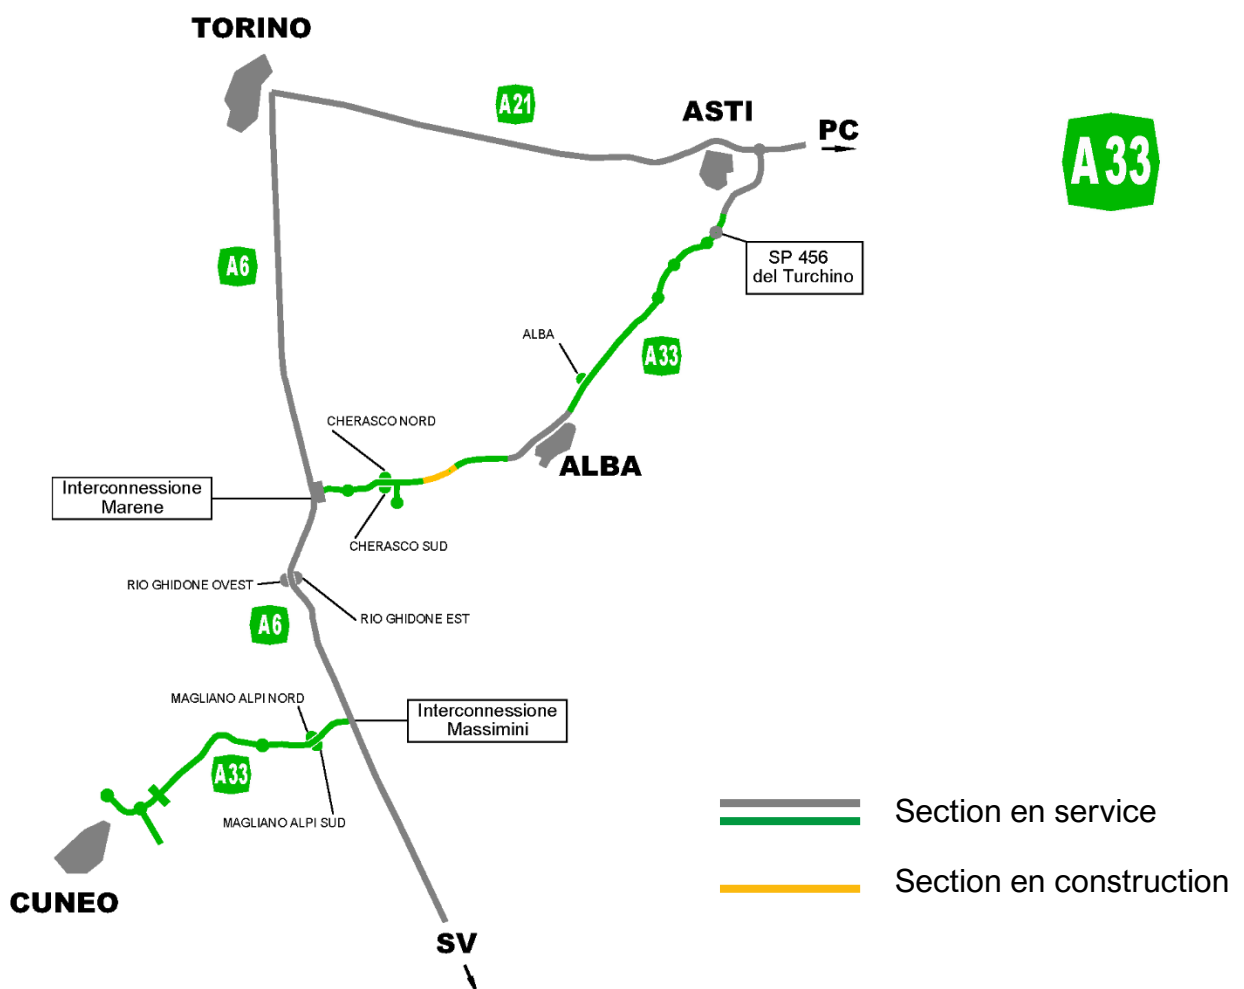 TORINO
A21
ASTI
PC
A33
A6
SP 456
del Turchino
ALBA
A33
CHERASCO NORD
ALBA
Interconnessione
Marene
CHERASCO SUD
RIO GHIDONE OVEST
RIO GHIDONE EST
A6
MAGLIANO ALPI NORD
Interconnessione
Massimini
A33
MAGLIANO ALPI SUD
Section en service
Section en construction
CUNEO
SV